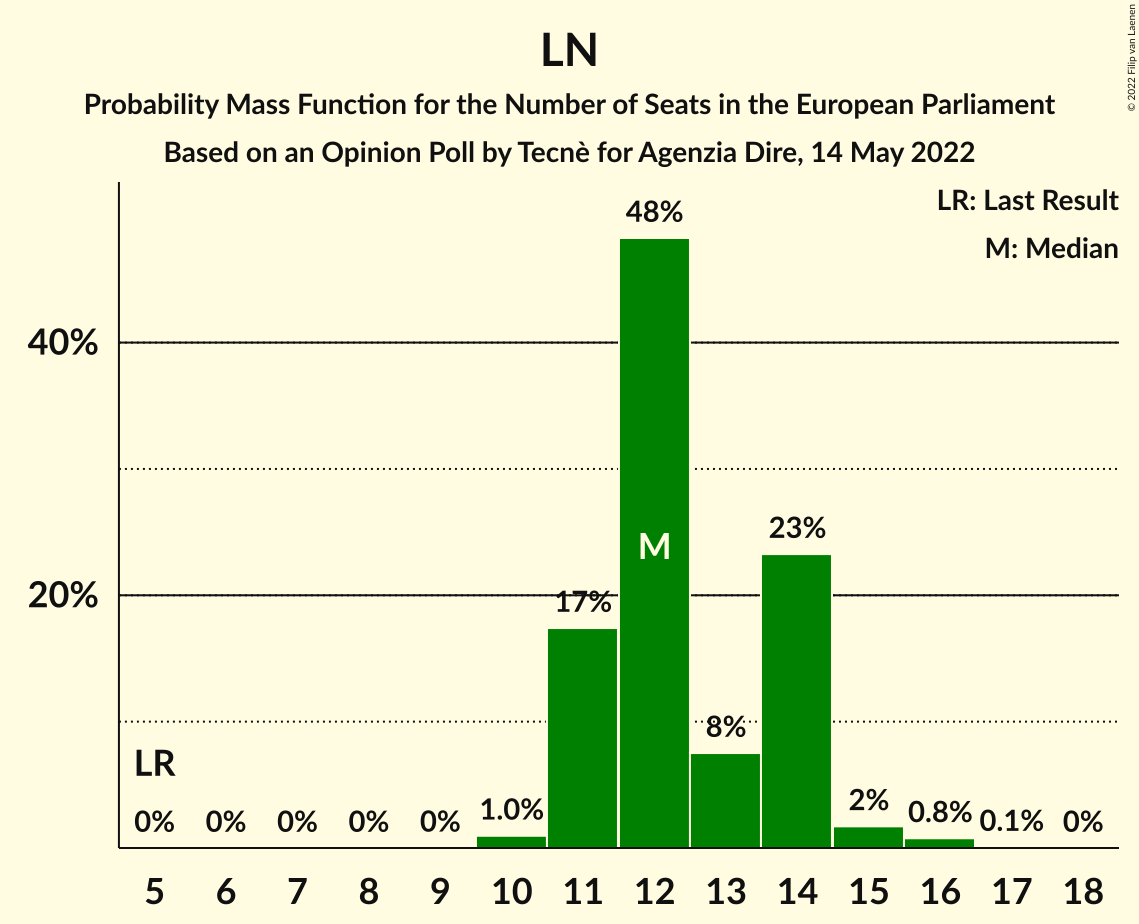 LN
Probability Mass Function for the Number of Seats in the European Parliament
Based on an Opinion Poll by Tecnè for Agenzia Dire, 14 May 2022
© 2022 Filip van Laenen
LR: Last Result
M: Median
48%
40%
23%
M
20%
17%
8%
LR
0% 0% 0% 0% 0% 1.0% 2% 0.8% 0.1% 0%
5 6 7 8 9 10 11 12 13 14 15 16 17 18